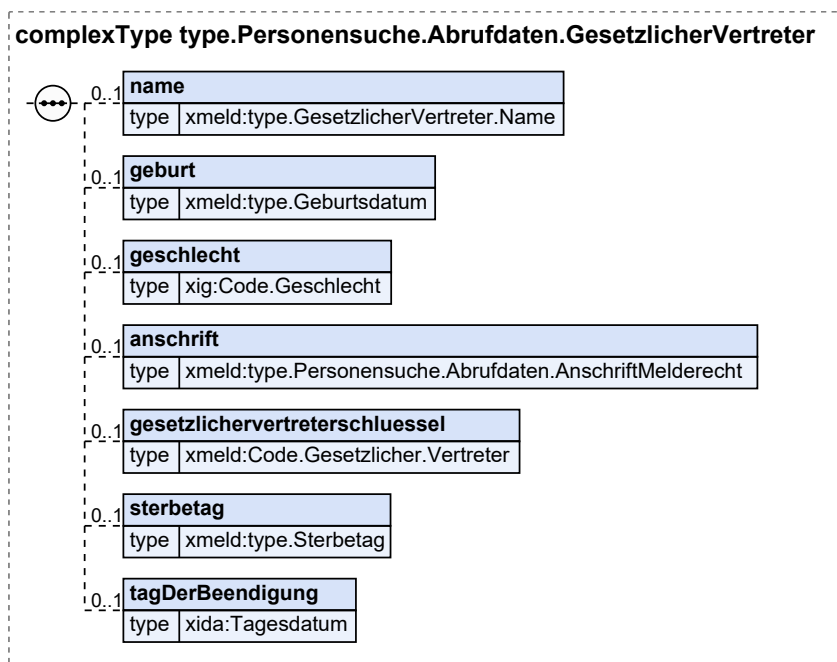 complexType type.Personensuche.Abrufdaten.GesetzlicherVertreter
0..1 name
type xmeld:type.GesetzlicherVertreter.Name
0..1 geburt
type xmeld:type.Geburtsdatum
0..1 geschlecht
type xig:Code.Geschlecht
0..1 anschrift
type xmeld:type.Personensuche.Abrufdaten.AnschriftMelderecht
0..1 gesetzlichervertreterschluessel
type xmeld:Code.Gesetzlicher.Vertreter
0..1 sterbetag
type xmeld:type.Sterbetag
0..1 tagDerBeendigung
type xida:Tagesdatum